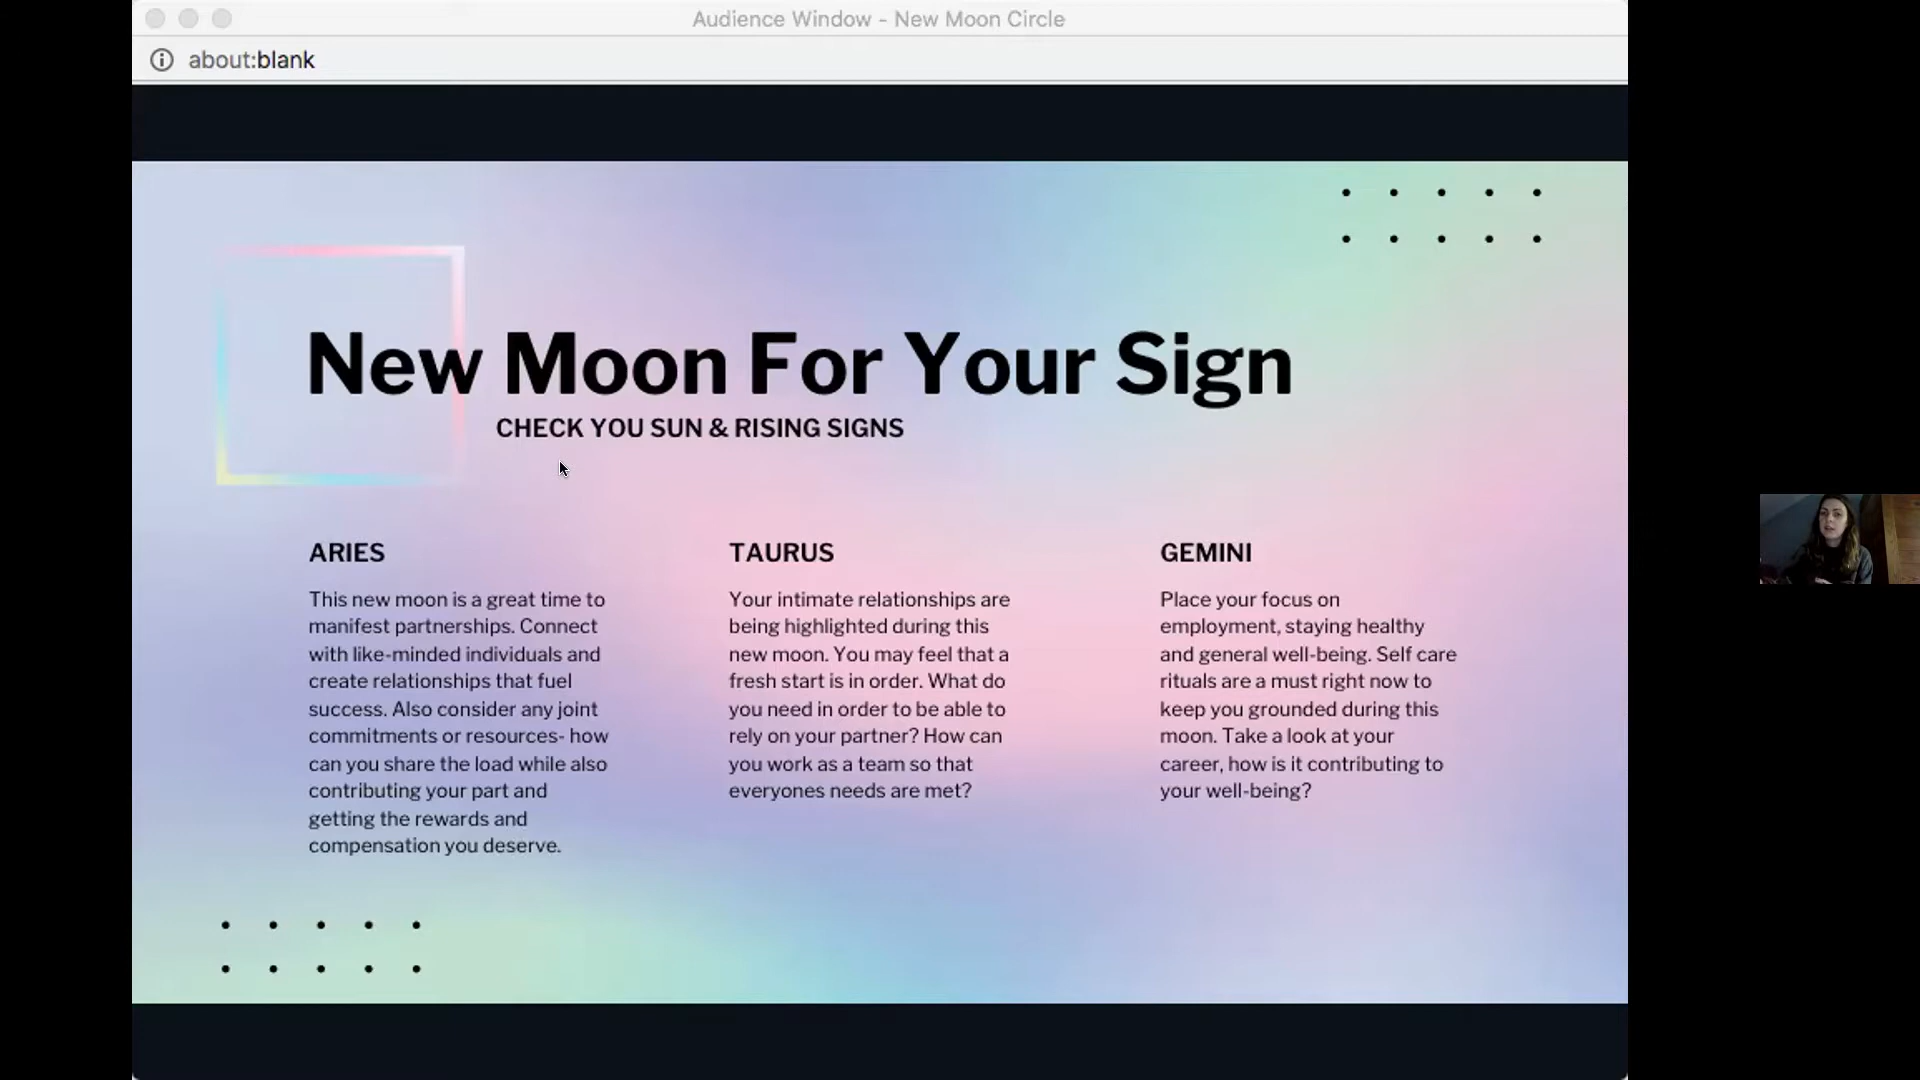 Audience Window - New Moon Circle
about:blank
New Moon For Your Sign
CHECK YOU SUN & RISING SIGNS
ARIES
This new moon is a great time to
manifest partnerships. Connect
with like-minded individuals and
create relationships that fuel
success. Also consider any joint
commitments or resources- how
can you share the load while also
contributing your part and
getting the rewards and
compensation you deserve.
TAURUS
Your intimate relationships are
being highlighted during this
new moon. You may feel that a
fresh start is in order. What do
you need in order to be able to
rely on your partner? How can
you work as a team so that
everyones needs are met?
GEMINI
Place your focus on
employment, staying healthy
and general well-being. Self care
rituals are a must right now to
keep you grounded during this
moon. Take a look at your
career, how is it contributing to
your well-being?